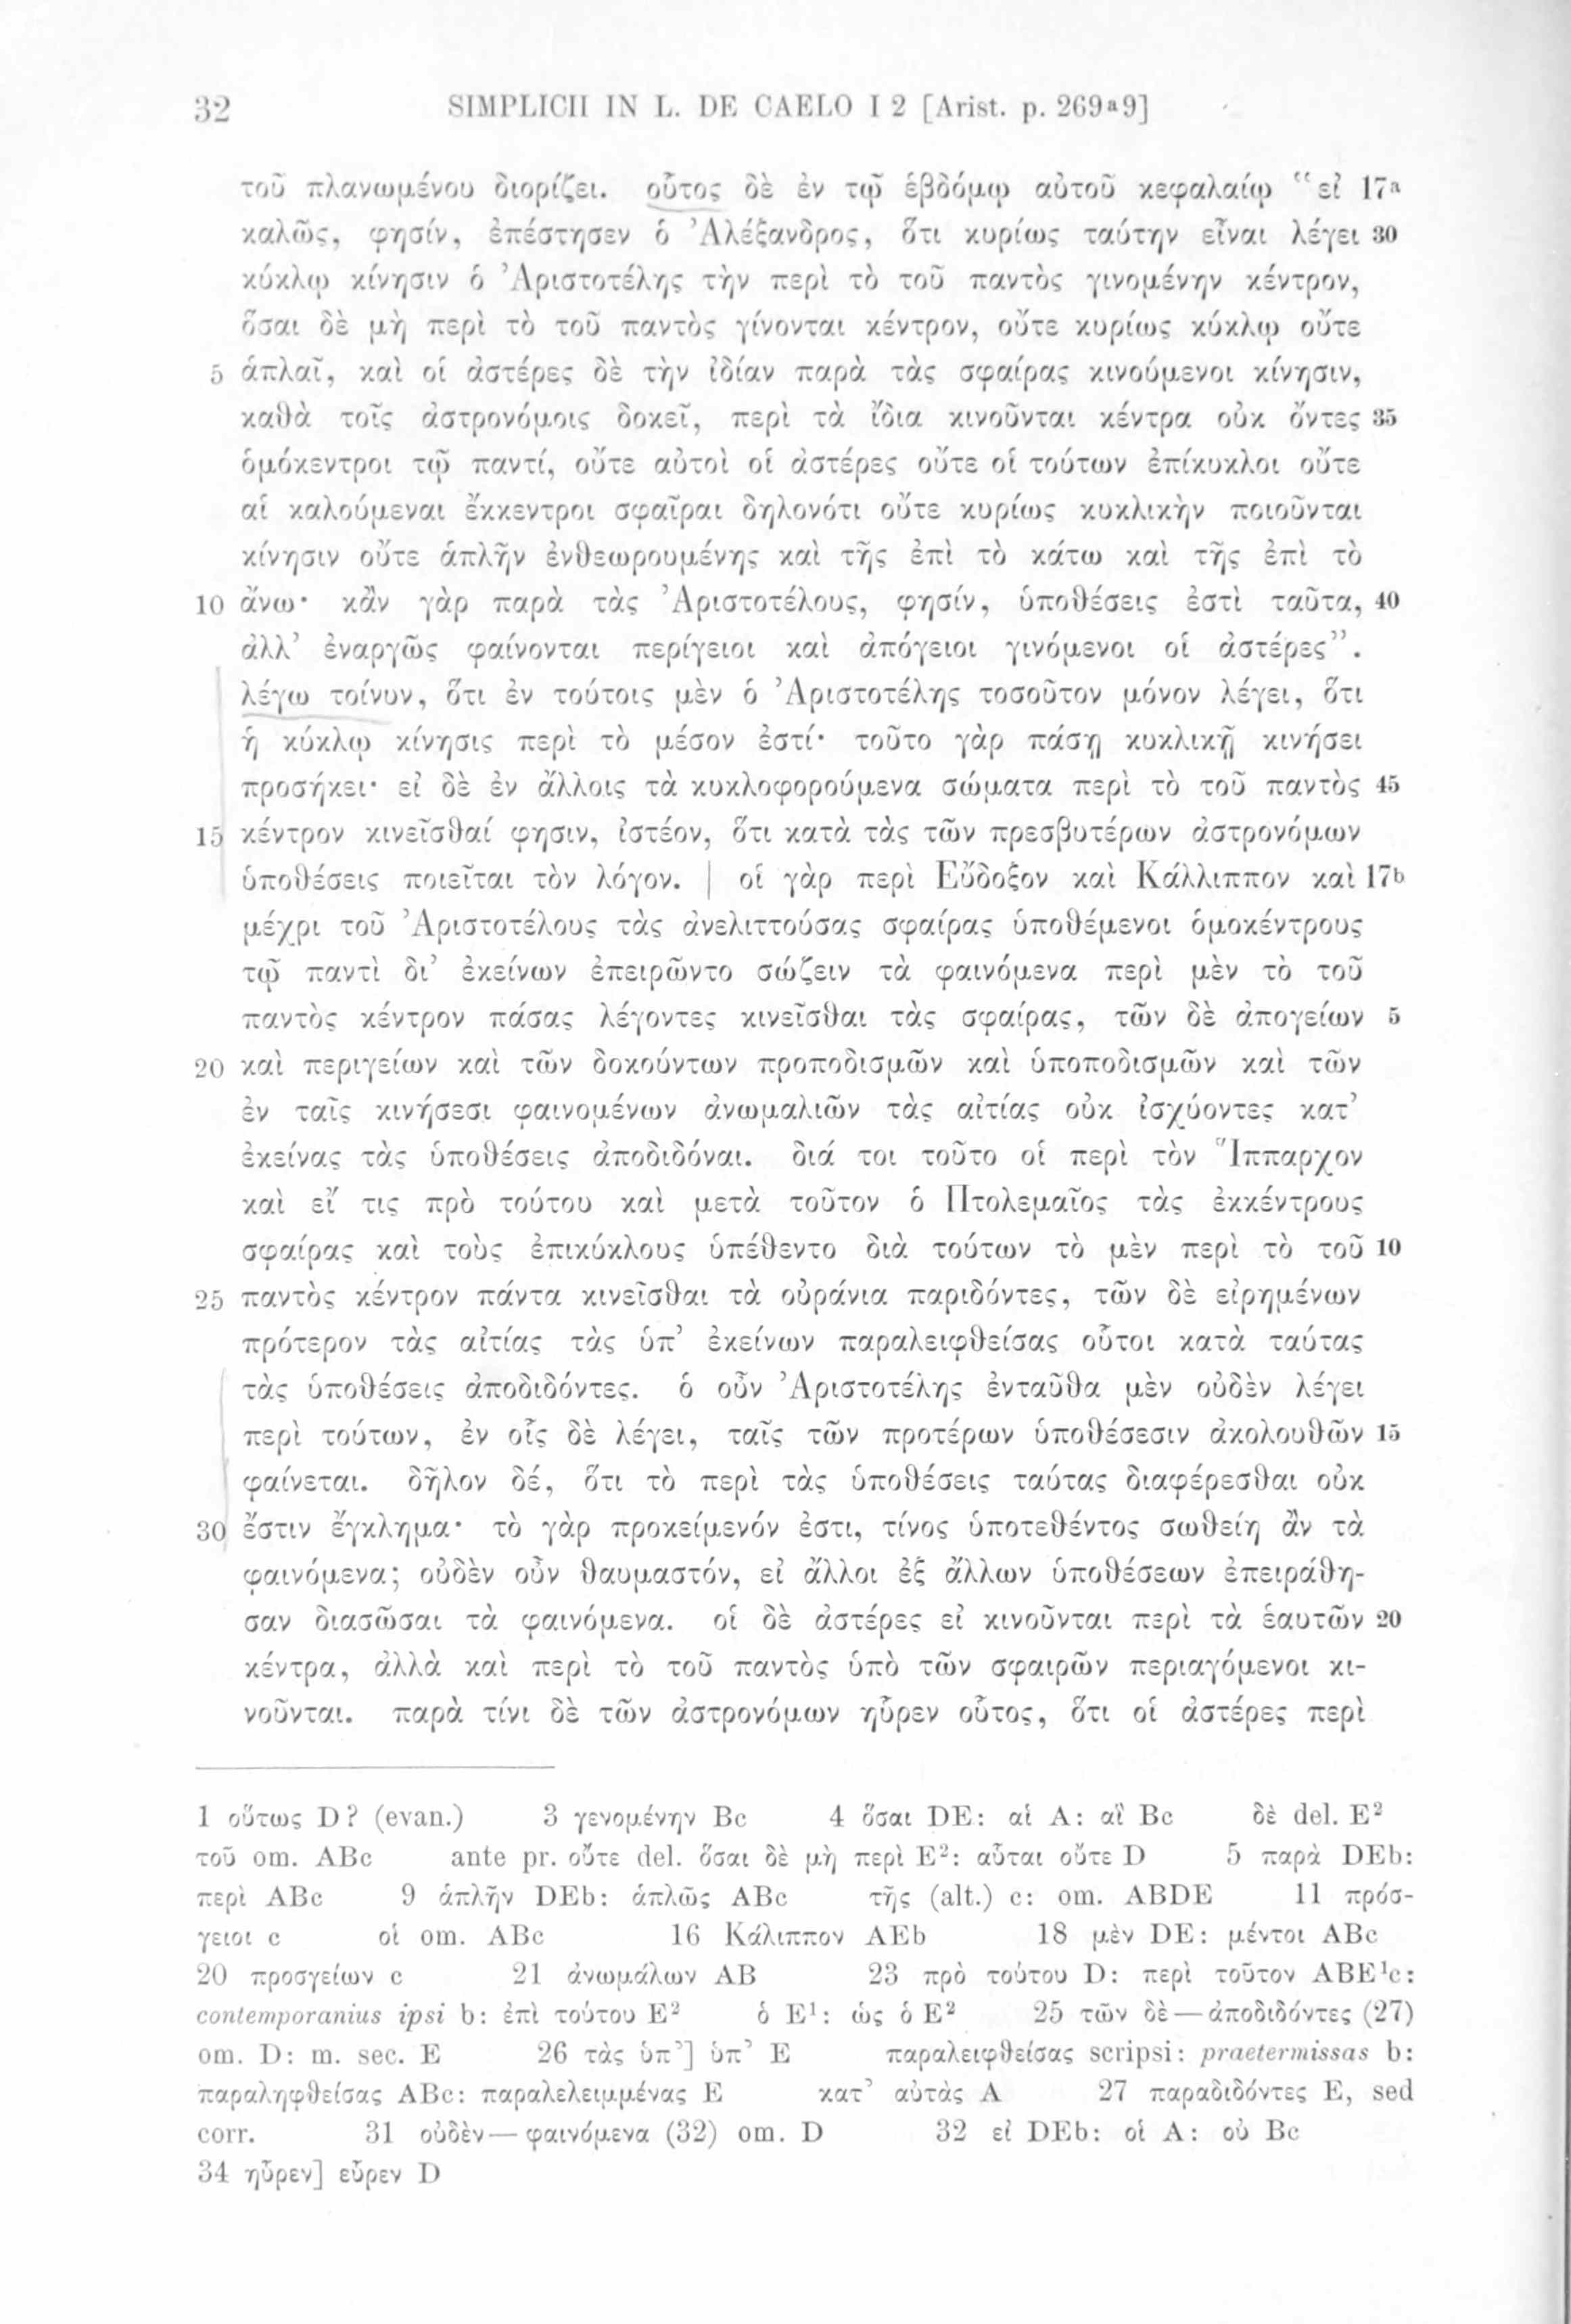 32 SIMPLICII IN L. DE CAELO I 2 [Arist. p. 269ᵃ9]
τοῦ πλανωμένου διορίζει. οὗτος δὲ ἐν τῷ ἑβδόμῳ αὐτοῦ κεφαλαίῳ “εἰ 17ᵃ
καλῶς, φησίν, ἐπέστησεν ὁ Ἀλέξανδρος, ὅτι κυρίως ταύτην εἶναι λέγει 30
κύκλῳ κίνησιν ὁ Ἀριστοτέλης τὴν περὶ τὸ τοῦ παντὸς γινομένην κέντρον,
ὅσαι δὲ μὴ περὶ τὸ τοῦ παντὸς γίνονται κέντρον, οὔτε κυρίως κύκλῳ οὔτε
5 ἁπλαῖ, καὶ οἱ ἀστέρες δὲ τὴν ἰδίαν παρὰ τὰς σφαίρας κινούμενοι κίνησιν,
καθὰ τοῖς ἀστρονόμοις δοκεῖ, περὶ τὰ ἴδια κινοῦνται κέντρα οὐκ ὄντες 35
ὁμόκεντροι τῷ παντί, οὔτε αὐτοὶ οἱ ἀστέρες οὔτε οἱ τούτων ἐπίκυκλοι οὔτε
αἱ καλούμεναι ἔκκεντροι σφαῖραι δηλονότι οὔτε κυρίως κυκλικὴν ποιοῦνται
κίνησιν οὔτε ἁπλῆν ἐνθεωρουμένης καὶ τῆς ἐπὶ τὸ κάτω καὶ τῆς ἐπὶ τὸ
10 ἄνω· κἂν γὰρ παρὰ τὰς Ἀριστοτέλους, φησίν, ὑποθέσεις ἐστὶ ταῦτα, 40
ἀλλ’ ἐναργῶς φαίνονται περίγειοι καὶ ἀπόγειοι γινόμενοι οἱ ἀστέρες”.
λέγω τοίνυν, ὅτι ἐν τούτοις μὲν ὁ Ἀριστοτέλης τοσοῦτον μόνον λέγει, ὅτι
ἡ κύκλῳ κίνησις περὶ τὸ μέσον ἐστί· τοῦτο γὰρ πάσῃ κυκλικῇ κινήσει
προσήκει· εἰ δὲ ἐν ἄλλοις τὰ κυκλοφορούμενα σώματα περὶ τὸ τοῦ παντὸς 45
15 κέντρον κινεῖσθαί φησιν, ἰστέον, ὅτι κατὰ τὰς τῶν πρεσβυτέρων ἀστρονόμων
ὑποθέσεις ποιεῖται τὸν λόγον. | οἱ γὰρ περὶ Εὔδοξον καὶ Κάλλιππον καὶ 17ᵇ
μέχρι τοῦ Ἀριστοτέλους τὰς ἀνελιττούσας σφαίρας ὑποθέμενοι ὁμοκέντρους
τῷ παντὶ δι’ ἐκείνων ἐπειρῶντο σώζειν τὰ φαινόμενα περὶ μὲν τὸ τοῦ
παντὸς κέντρον πάσας λέγοντες κινεῖσθαι τὰς σφαίρας, τῶν δὲ ἀπογείων 5
20 καὶ περιγείων καὶ τῶν δοκούντων προποδισμῶν καὶ ὑποποδισμῶν καὶ τῶν
ἐν ταῖς κινήσεσι φαινομένων ἀνωμαλιῶν τὰς αἰτίας οὐκ ἰσχύοντες κατ’
ἐκείνας τὰς ὑποθέσεις ἀποδιδόναι. διά τοι τοῦτο οἱ περὶ τὸν Ἵππαρχον
καὶ εἴ τις πρὸ τούτου καὶ μετὰ τοῦτον ὁ Πτολεμαῖος τὰς ἐκκέντρους
σφαίρας καὶ τοὺς ἐπικύκλους ὑπέθεντο διὰ τούτων τὸ μὲν περὶ τὸ τοῦ 10
25 παντὸς κέντρον πάντα κινεῖσθαι τὰ οὐράνια παριδόντες, τῶν δὲ εἰρημένων
πρότερον τὰς αἰτίας τὰς ὑπ’ ἐκείνων παραλειφθείσας οὗτοι κατὰ ταύτας
τὰς ὑποθέσεις ἀποδιδόντες. ὁ οὖν Ἀριστοτέλης ἐνταῦθα μὲν οὐδὲν λέγει
περὶ τούτων, ἐν οἷς δὲ λέγει, ταῖς τῶν προτέρων ὑποθέσεσιν ἀκολουθῶν 15
φαίνεται. δῆλον δέ, ὅτι τὸ περὶ τὰς ὑποθέσεις ταύτας διαφέρεσθαι οὐκ
30 ἔστιν ἔγκλημα· τὸ γὰρ προκείμενόν ἐστι, τίνος ὑποτεθέντος σωθείη ἂν τὰ
φαινόμενα; οὐδὲν οὖν θαυμαστόν, εἰ ἄλλοι ἐξ ἄλλων ὑποθέσεων ἐπειράθη-
σαν διασῶσαι τὰ φαινόμενα. οἱ δὲ ἀστέρες εἰ κινοῦνται περὶ τὰ ἑαυτῶν 20
κέντρα, ἀλλὰ καὶ περὶ τὸ τοῦ παντὸς ὑπὸ τῶν σφαιρῶν περιαγόμενοι κι-
νοῦνται. παρὰ τίνι δὲ τῶν ἀστρονόμων ηὗρεν οὗτος, ὅτι οἱ ἀστέρες περὶ
1 οὕτως D? (evan.) 3 γενομένην Bc 4 ὅσαι DE: αἱ A: αἵ Bc δὲ del. E²
τοῦ om. ABc ante pr. οὔτε del. ὅσαι δὲ μὴ περὶ E²: αὗται οὔτε D 5 παρὰ DEb:
περὶ ABc 9 ἁπλῆν DEb: ἁπλῶς ABc τῆς (alt.) c: om. ABDE 11 πρόσ-
γειοι c οἱ om. ABc 16 Κάλιππον AEb 18 μὲν DE: μέντοι ABc
20 προσγείων c 21 ἀνωμάλων AB 23 πρὸ τούτου D: περὶ τοῦτον ABE¹c:
contemporanius ipsi b: ἐπὶ τούτου E² ὁ E¹: ὡς ὁ E² 25 τῶν δὲ — ἀποδιδόντες (27)
om. D: m. sec. E 26 τὰς ὑπ’] ὑπ’ E παραλειφθείσας scripsi: praetermissas b:
παραληφθείσας ABc: παραλελειμμένας E κατ’ αὐτὰς A 27 παραδιδόντες E, sed
corr. 31 οὐδὲν — φαινόμενα (32) om. D 32 εἰ DEb: οἱ A: οὐ Bc
34 ηὗρεν] εὗρεν D